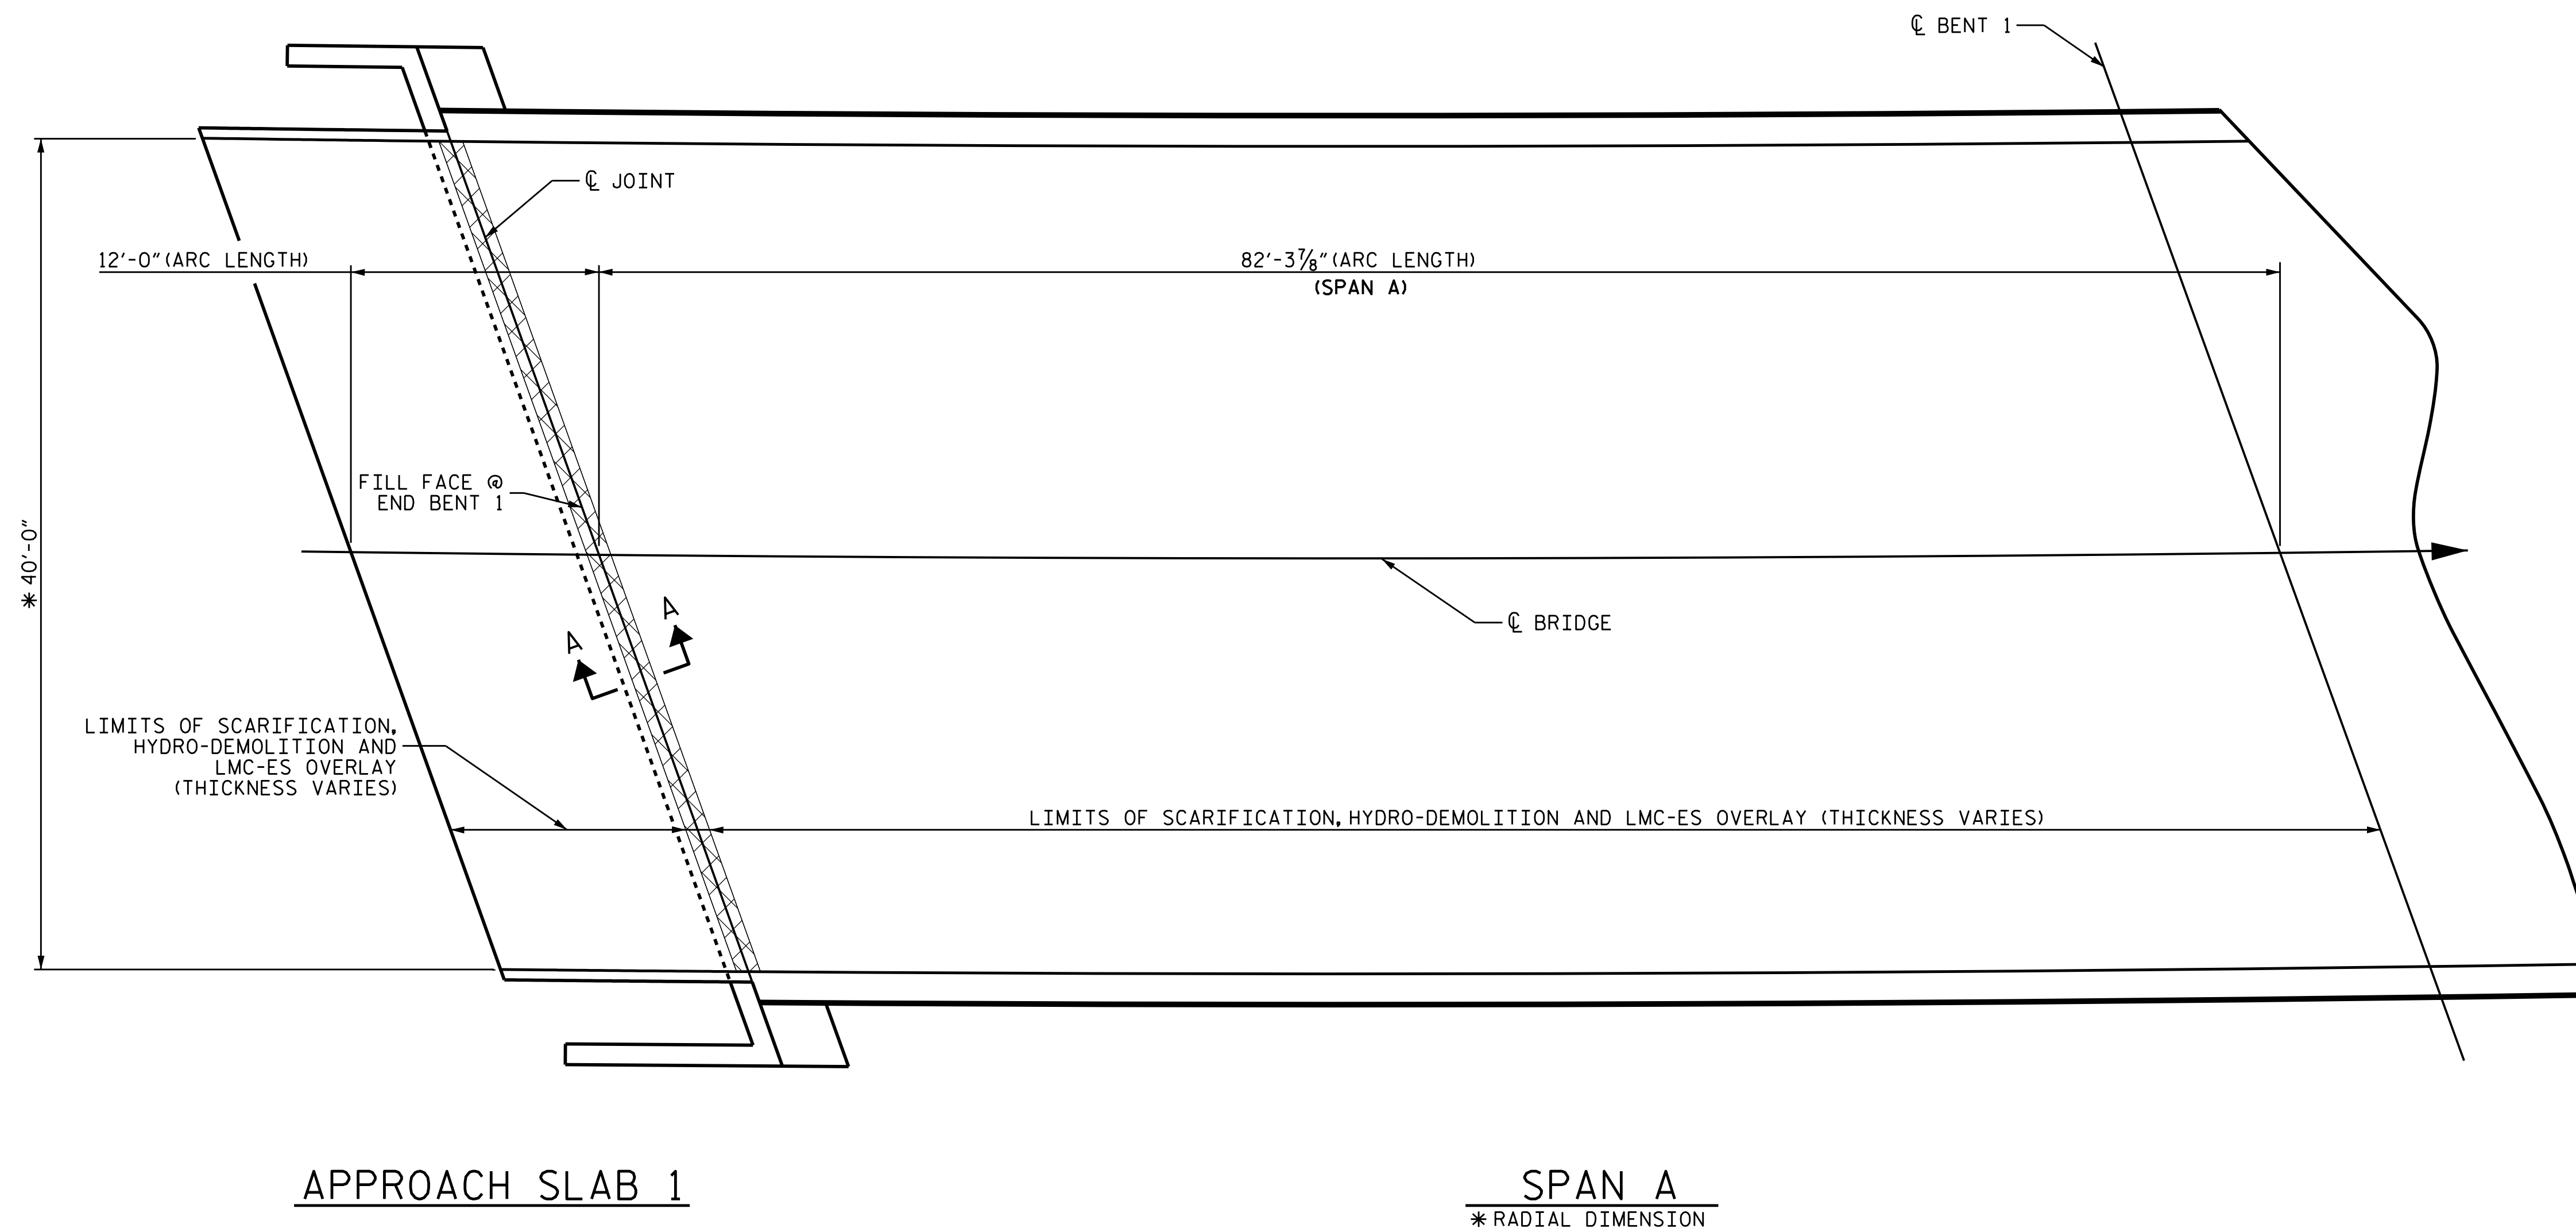 ℄ BENT 1
℄ JOINT
12'-0" (ARC LENGTH)
82'-3⅞" (ARC LENGTH)
(SPAN A)
FILL FACE @
END BENT 1
✳ 40'-0"
A
A
℄ BRIDGE
LIMITS OF SCARIFICATION,
HYDRO-DEMOLITION AND
LMC-ES OVERLAY
(THICKNESS VARIES)
LIMITS OF SCARIFICATION, HYDRO-DEMOLITION AND LMC-ES OVERLAY (THICKNESS VARIES)
APPROACH SLAB 1
SPAN A
✳ RADIAL DIMENSION